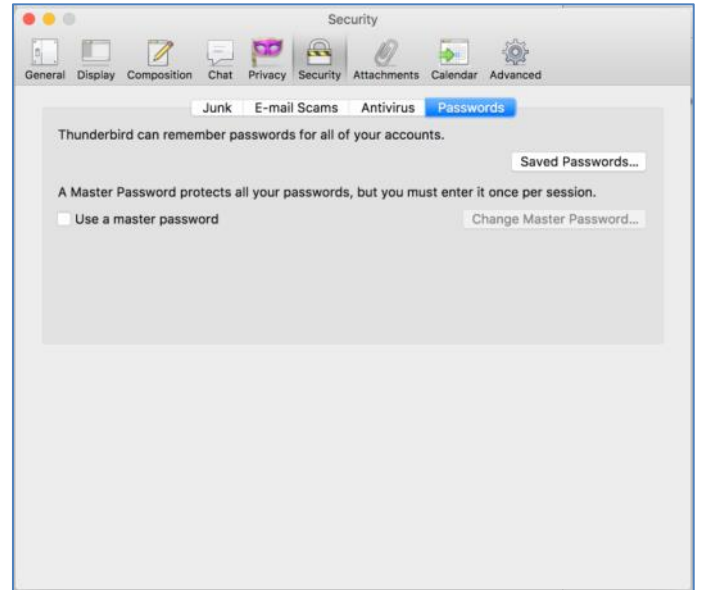 Security
General Display Composition Chat Privacy Security Attachments Calendar Advanced
Junk E-mail Scams Antivirus Passwords
Thunderbird can remember passwords for all of your accounts.
Saved Passwords...
A Master Password protects all your passwords, but you must enter it once per session.
Use a master password Change Master Password...